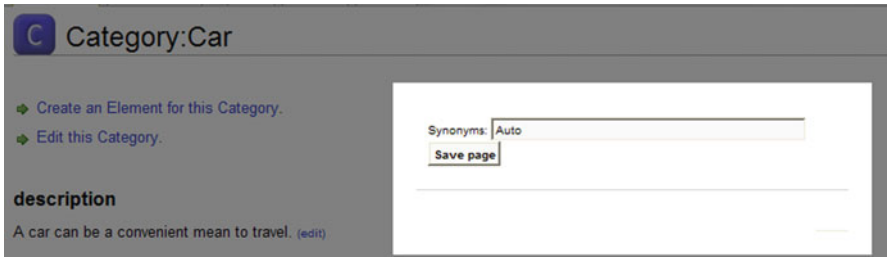 C Category:Car
Create an Element for this Category.
Edit this Category.
Synonyms: Auto
Save page
description
A car can be a convenient mean to travel. (edit)